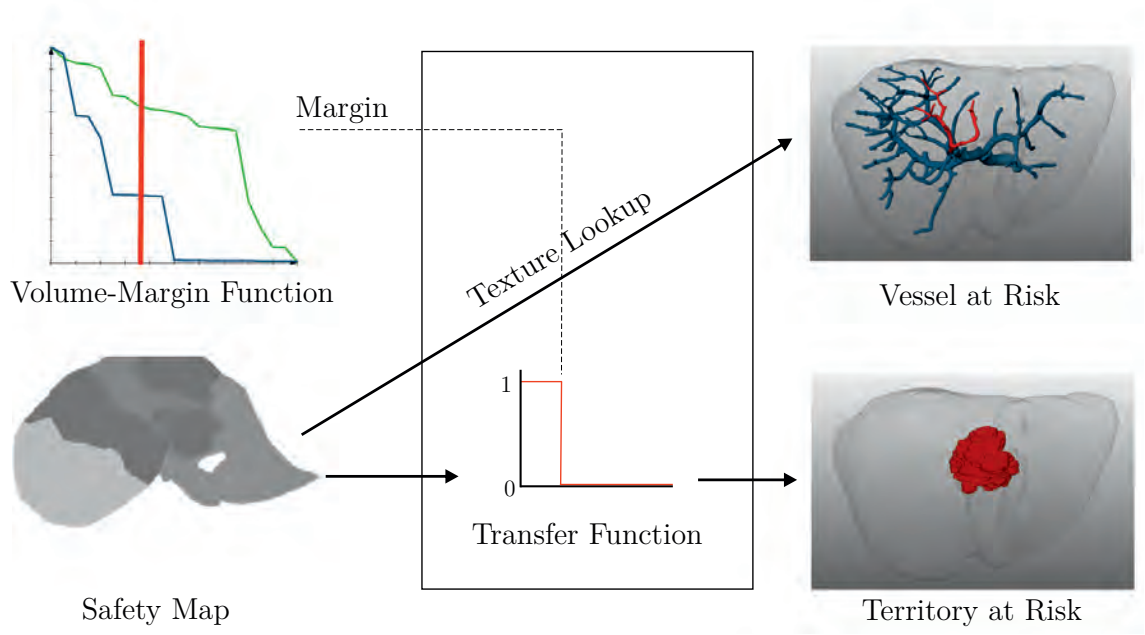 Margin
Volume-Margin Function
Texture Lookup
Vessel at Risk
1
0
Transfer Function
Safety Map
Territory at Risk